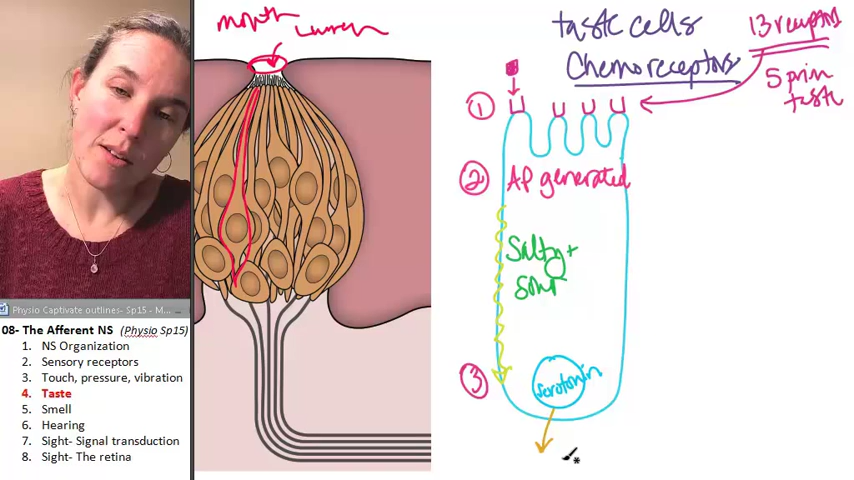 mouth lumen
taste cells
Chemoreceptors
13 receptors
5 prim
taste
1
2 AP generated
Salty +
Sour
3 serotonin
Physio Captivate outlines- Sp15 - M...
08- The Afferent NS (Physio Sp15)
1. NS Organization
2. Sensory receptors
3. Touch, pressure, vibration
4. Taste
5. Smell
6. Hearing
7. Sight- Signal transduction
8. Sight- The retina